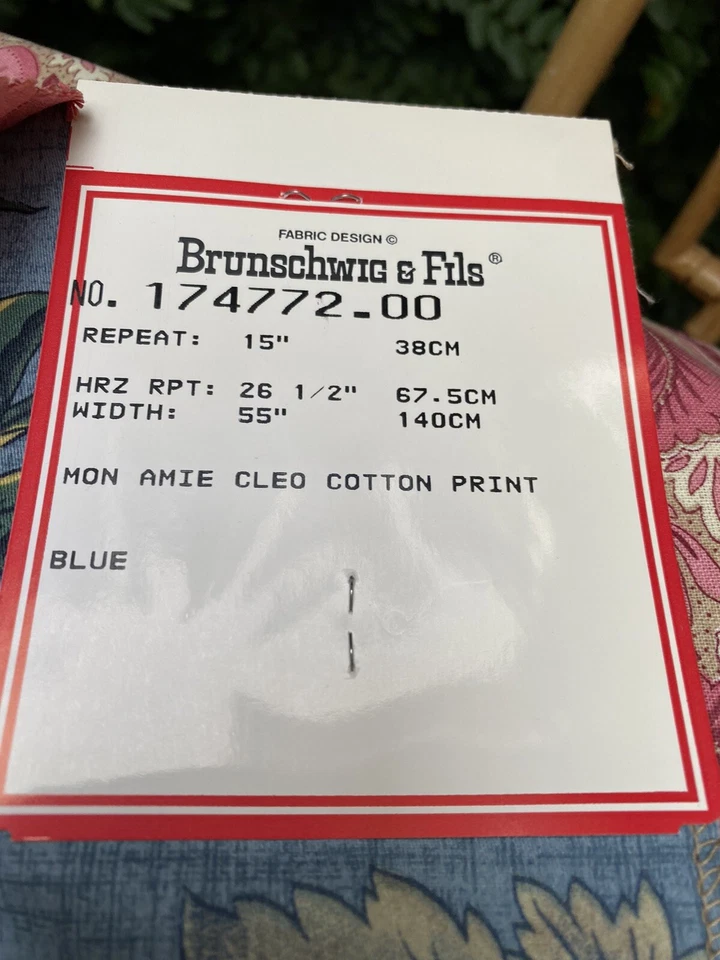 FABRIC DESIGN ©
Brunschwig & Fils®
NO. 174772.00
REPEAT: 15" 38CM
HRZ RPT: 26 1/2" 67.5CM
WIDTH: 55" 140CM
MON AMIE CLEO COTTON PRINT
BLUE